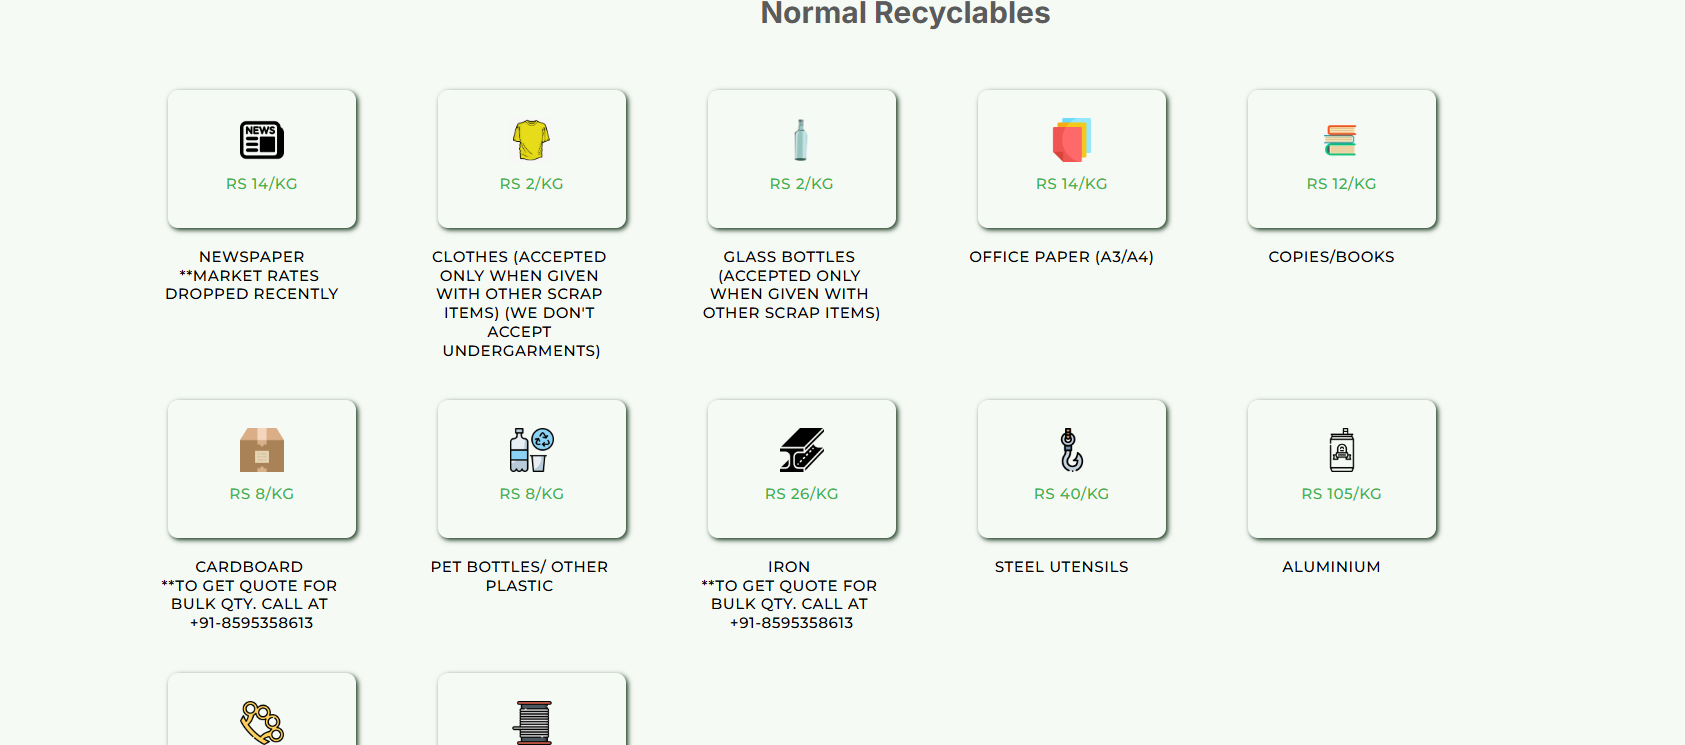 Normal Recyclables
NEWS
RS 14/KG
NEWSPAPER
**MARKET RATES
DROPPED RECENTLY
RS 2/KG
CLOTHES (ACCEPTED
ONLY WHEN GIVEN
WITH OTHER SCRAP
ITEMS) (WE DON'T
ACCEPT
UNDERGARMENTS)
RS 2/KG
GLASS BOTTLES
(ACCEPTED ONLY
WHEN GIVEN WITH
OTHER SCRAP ITEMS)
RS 14/KG
OFFICE PAPER (A3/A4)
RS 12/KG
COPIES/BOOKS
RS 8/KG
CARDBOARD
**TO GET QUOTE FOR
BULK QTY. CALL AT
+91-8595358613
RS 8/KG
PET BOTTLES/ OTHER
PLASTIC
RS 26/KG
IRON
**TO GET QUOTE FOR
BULK QTY. CALL AT
+91-8595358613
RS 40/KG
STEEL UTENSILS
RS 105/KG
ALUMINIUM